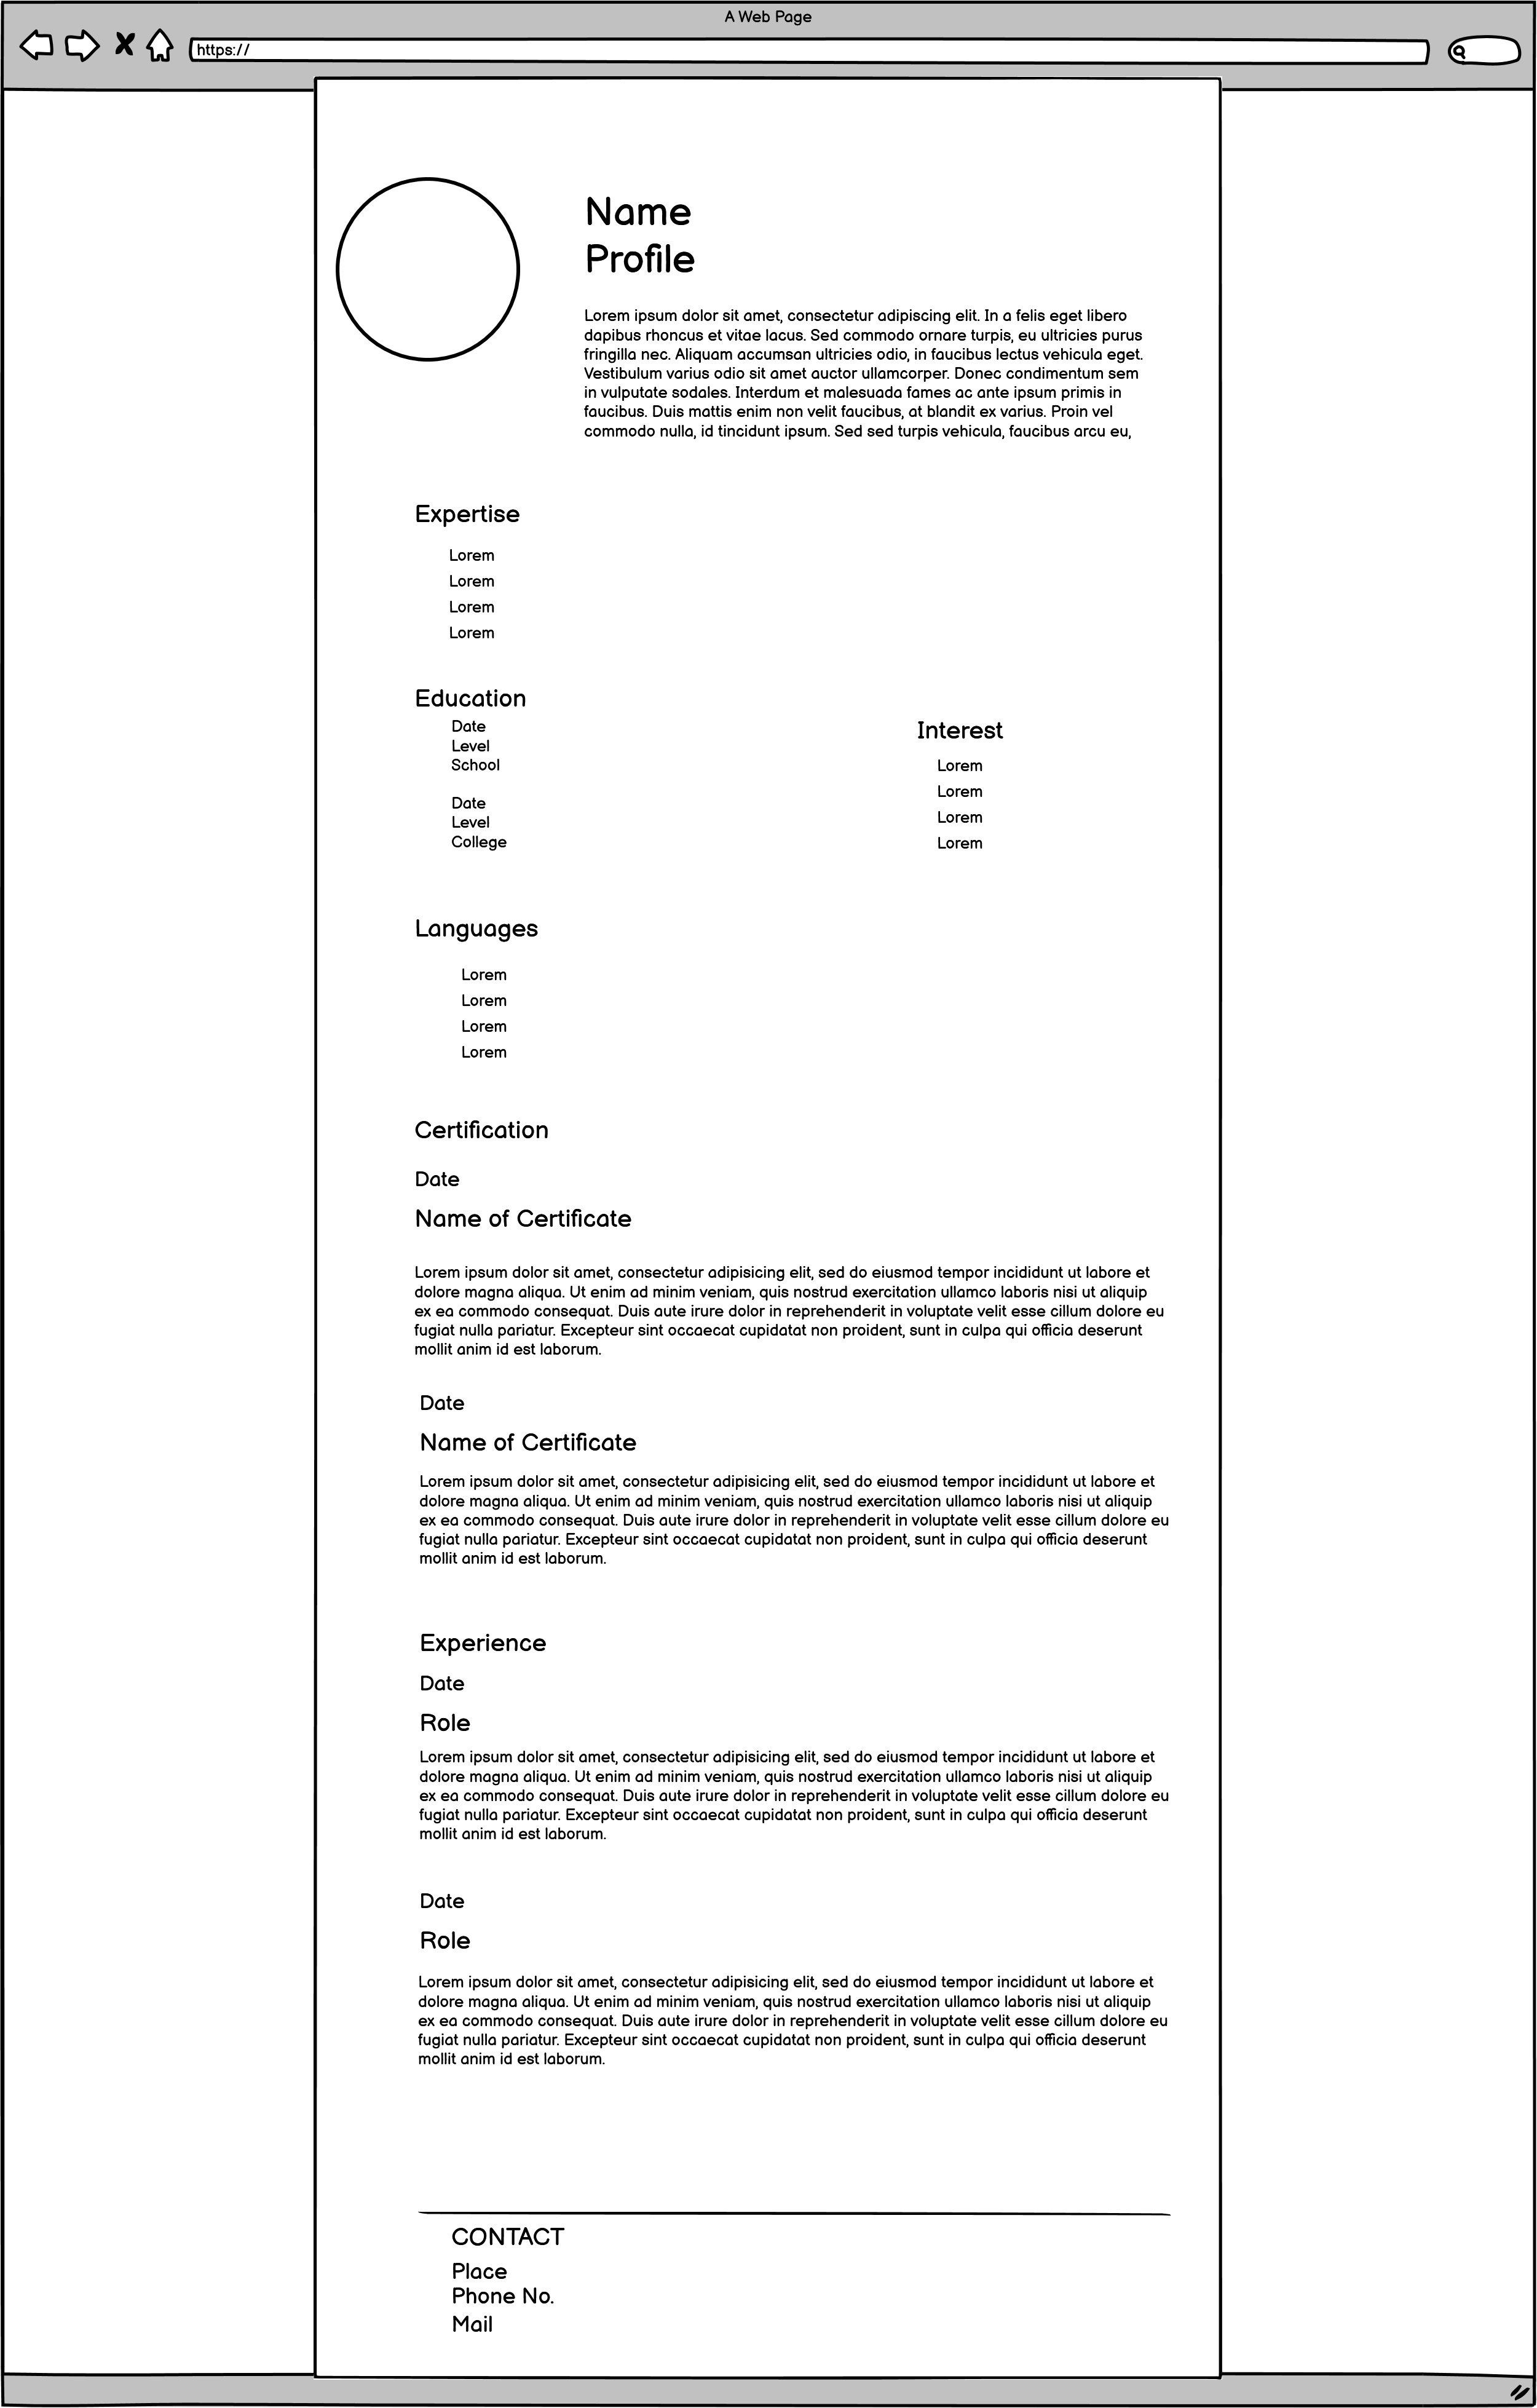 A Web Page
https://
Name
Profile
Lorem ipsum dolor sit amet, consectetur adipiscing elit. In a felis eget libero
dapibus rhoncus et vitae lacus. Sed commodo ornare turpis, eu ultricies purus
fringilla nec. Aliquam accumsan ultricies odio, in faucibus lectus vehicula eget.
Vestibulum varius odio sit amet auctor ullamcorper. Donec condimentum sem
in vulputate sodales. Interdum et malesuada fames ac ante ipsum primis in
faucibus. Duis mattis enim non velit faucibus, at blandit ex varius. Proin vel
commodo nulla, id tincidunt ipsum. Sed sed turpis vehicula, faucibus arcu eu,
Expertise
Lorem
Lorem
Lorem
Lorem
Education
Date
Level
School
Date
Level
College
Interest
Lorem
Lorem
Lorem
Lorem
Languages
Lorem
Lorem
Lorem
Lorem
Certification
Date
Name of Certificate
Lorem ipsum dolor sit amet, consectetur adipisicing elit, sed do eiusmod tempor incididunt ut labore et
dolore magna aliqua. Ut enim ad minim veniam, quis nostrud exercitation ullamco laboris nisi ut aliquip
ex ea commodo consequat. Duis aute irure dolor in reprehenderit in voluptate velit esse cillum dolore eu
fugiat nulla pariatur. Excepteur sint occaecat cupidatat non proident, sunt in culpa qui officia deserunt
mollit anim id est laborum.
Date
Name of Certificate
Lorem ipsum dolor sit amet, consectetur adipisicing elit, sed do eiusmod tempor incididunt ut labore et
dolore magna aliqua. Ut enim ad minim veniam, quis nostrud exercitation ullamco laboris nisi ut aliquip
ex ea commodo consequat. Duis aute irure dolor in reprehenderit in voluptate velit esse cillum dolore eu
fugiat nulla pariatur. Excepteur sint occaecat cupidatat non proident, sunt in culpa qui officia deserunt
mollit anim id est laborum.
Experience
Date
Role
Lorem ipsum dolor sit amet, consectetur adipisicing elit, sed do eiusmod tempor incididunt ut labore et
dolore magna aliqua. Ut enim ad minim veniam, quis nostrud exercitation ullamco laboris nisi ut aliquip
ex ea commodo consequat. Duis aute irure dolor in reprehenderit in voluptate velit esse cillum dolore eu
fugiat nulla pariatur. Excepteur sint occaecat cupidatat non proident, sunt in culpa qui officia deserunt
mollit anim id est laborum.
Date
Role
Lorem ipsum dolor sit amet, consectetur adipisicing elit, sed do eiusmod tempor incididunt ut labore et
dolore magna aliqua. Ut enim ad minim veniam, quis nostrud exercitation ullamco laboris nisi ut aliquip
ex ea commodo consequat. Duis aute irure dolor in reprehenderit in voluptate velit esse cillum dolore eu
fugiat nulla pariatur. Excepteur sint occaecat cupidatat non proident, sunt in culpa qui officia deserunt
mollit anim id est laborum.
CONTACT
Place
Phone No.
Mail